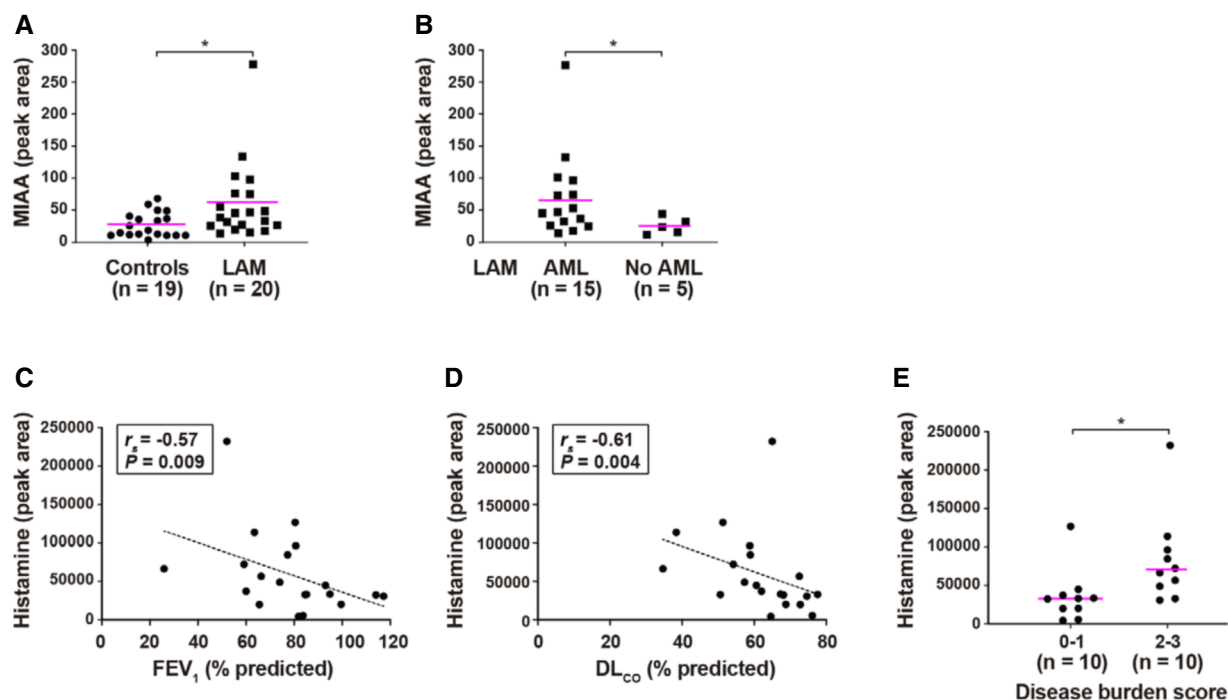 A
MIAA (peak area)
300
250
200
150
100
50
0
*
Controls
(n = 19)
LAM
(n = 20)
B
MIAA (peak area)
300
250
200
150
100
50
0
*
LAM
AML
(n = 15)
No AML
(n = 5)
C
Histamine (peak area)
250000
200000
150000
100000
50000
0
rs = -0.57
P = 0.009
0 20 40 60 80 100 120
FEV1 (% predicted)
D
Histamine (peak area)
250000
200000
150000
100000
50000
0
rs = -0.61
P = 0.004
0 20 40 60 80
DLCO (% predicted)
E
Histamine (peak area)
250000
200000
150000
100000
50000
0
*
0-1
(n = 10)
2-3
(n = 10)
Disease burden score